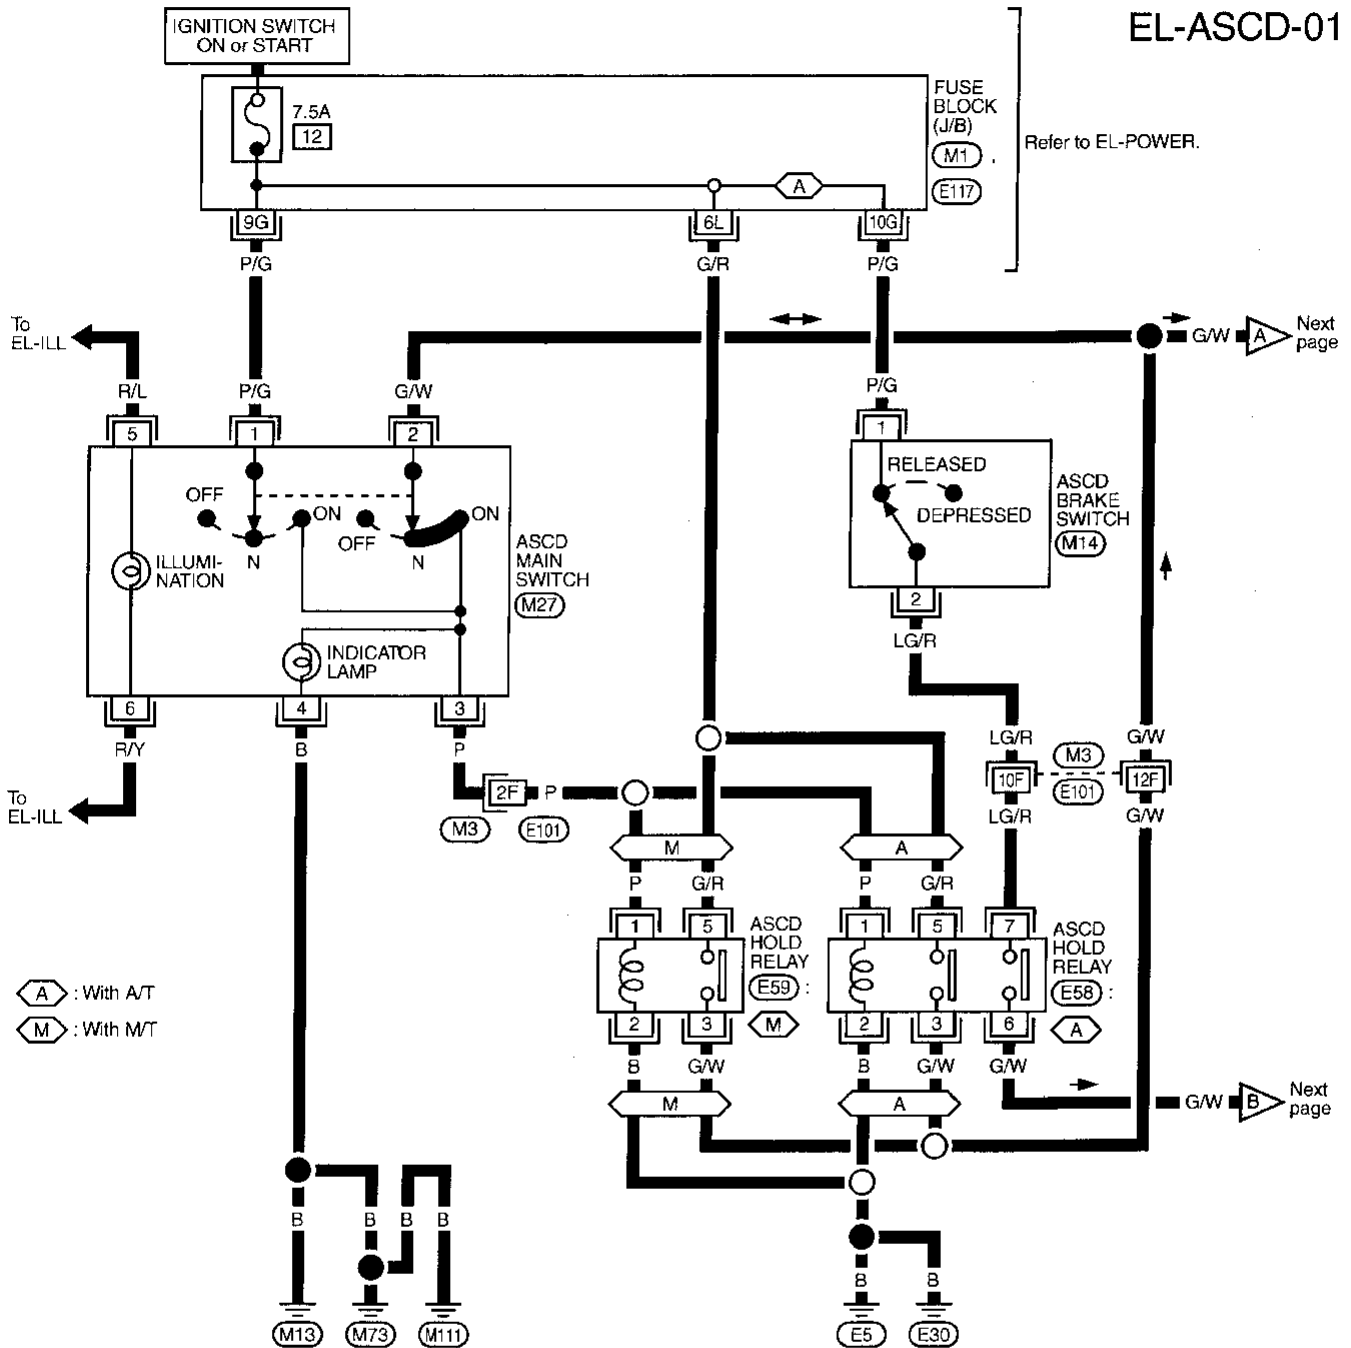 EL-ASCD-01
IGNITION SWITCH
ON or START
7.5A
12
FUSE
BLOCK
(J/B)
M1 ,
E117
Refer to EL-POWER.
A
9G
6L
10G
P/G
G/R
P/G
To
EL-ILL
G/W
A
Next
page
R/L
P/G
G/W
P/G
5
1
2
1
OFF
ON
OFF
ON
N
N
ILLUMI-
NATION
ASCD
MAIN
SWITCH
M27
RELEASED
DEPRESSED
ASCD
BRAKE
SWITCH
M14
2
LG/R
INDICATOR
LAMP
6
4
3
R/Y
B
P
LG/R
M3
G/W
10F
E101
12F
LG/R
G/W
To
EL-ILL
2F
P
M3
E101
M
A
P
G/R
P
G/R
1
5
ASCD
HOLD
RELAY
E59 :
M
1
5
7
ASCD
HOLD
RELAY
E58 :
A
2
3
2
3
6
B
G/W
B
G/W
G/W
A : With A/T
M : With M/T
M
A
G/W
B
Next
page
B
B
B
B
B
B
M13
M73
M111
E5
E30